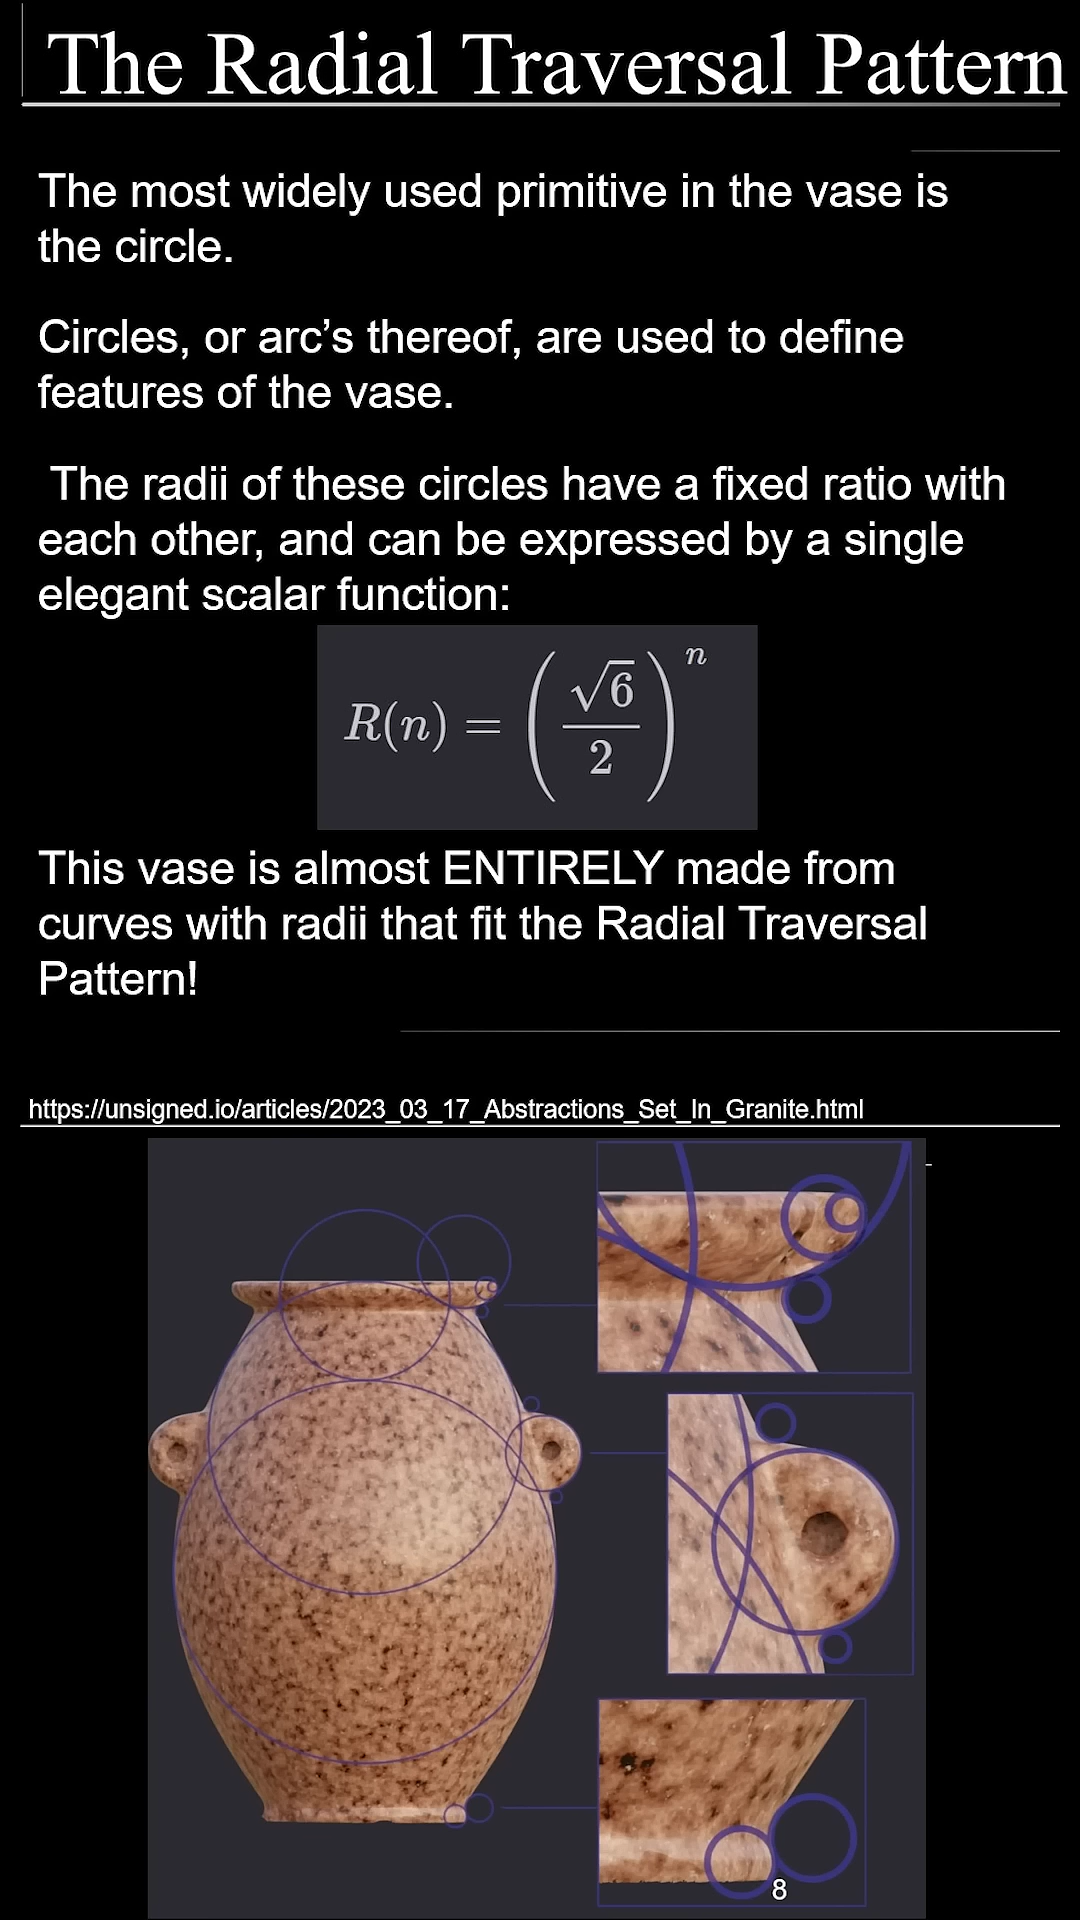 The Radial Traversal Pattern
The most widely used primitive in the vase is
the circle.
Circles, or arc’s thereof, are used to define
features of the vase.
The radii of these circles have a fixed ratio with
each other, and can be expressed by a single
elegant scalar function:
R(n) = (√6/2)ⁿ
This vase is almost ENTIRELY made from
curves with radii that fit the Radial Traversal
Pattern!
https://unsigned.io/articles/2023_03_17_Abstractions_Set_In_Granite.html
8